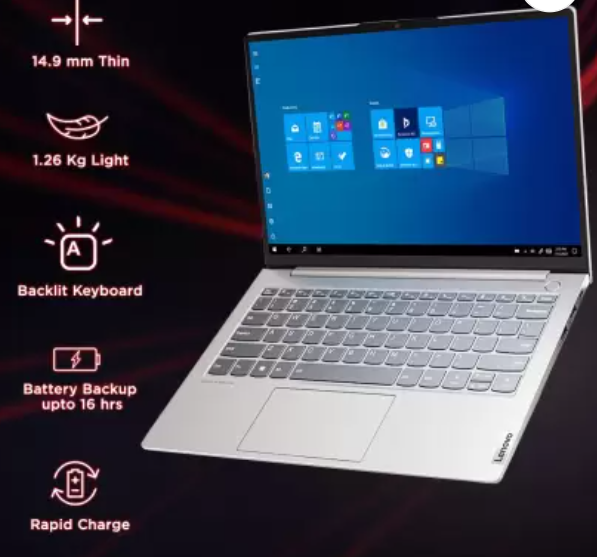 14.9 mm Thin
1.26 Kg Light
A
Backlit Keyboard
Battery Backup
upto 16 hrs
Rapid Charge
Lenovo